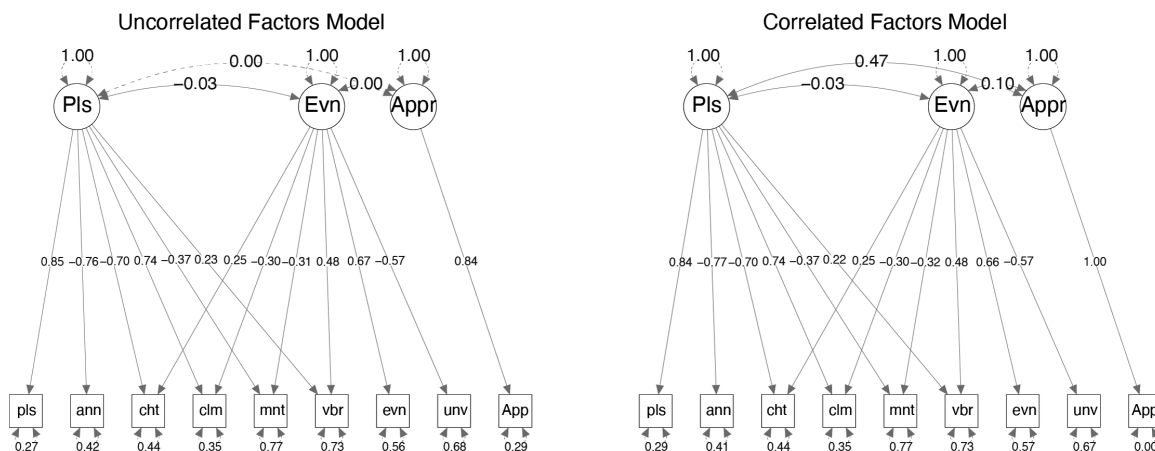 Uncorrelated Factors Model
1.00 0.00 1.00 1.00
−0.03 0.00
Pls Evn Appr
0.85 −0.76 −0.70 0.74 −0.37 0.23 0.25 −0.30 −0.31 0.48 0.67 −0.57 0.84
pls ann cht clm mnt vbr evn unv App
0.27 0.42 0.44 0.35 0.77 0.73 0.56 0.68 0.29
Correlated Factors Model
1.00 0.47 1.00 1.00
−0.03 0.10
Pls Evn Appr
0.84 −0.77 −0.70 0.74 −0.37 0.22 0.25 −0.30 −0.32 0.48 0.66 −0.57 1.00
pls ann cht clm mnt vbr evn unv App
0.29 0.41 0.44 0.35 0.77 0.73 0.57 0.67 0.00